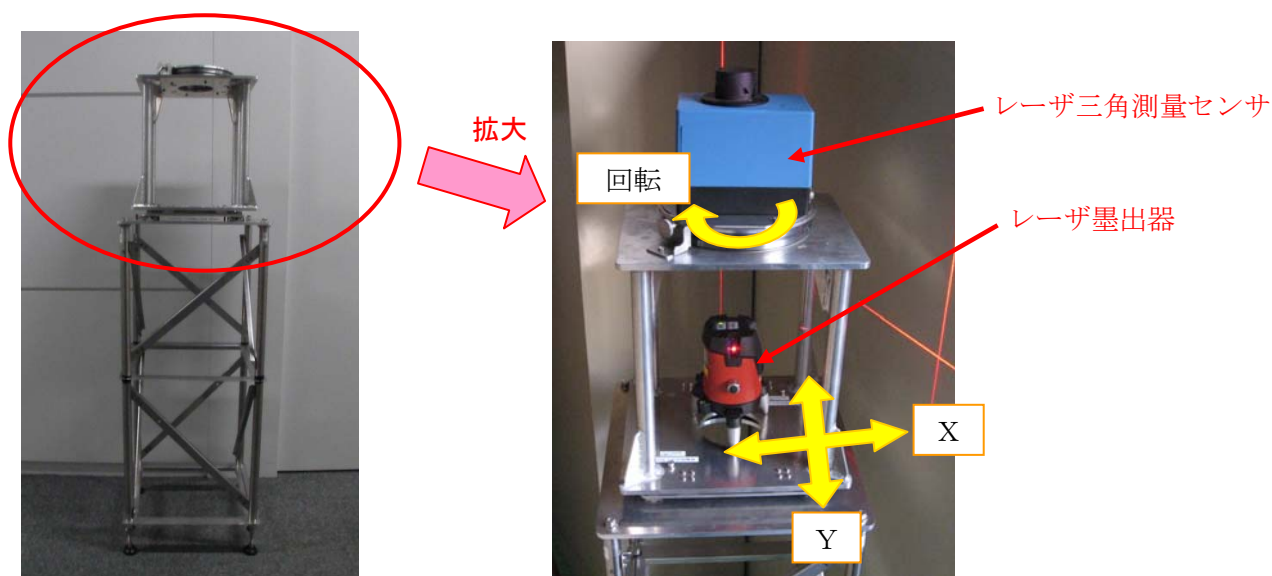 拡大
レーザ三角測量センサ
回転
レーザ墨出器
X
Y